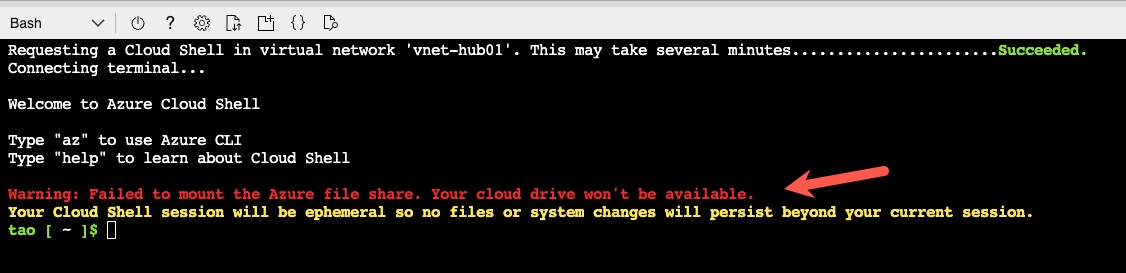 Bash
?
{}
Requesting a Cloud Shell in virtual network 'vnet-hub01'. This may take several minutes.......................Succeeded.
Connecting terminal...
Welcome to Azure Cloud Shell
Type "az" to use Azure CLI
Type "help" to learn about Cloud Shell
Warning: Failed to mount the Azure file share. Your cloud drive won't be available.
Your Cloud Shell session will be ephemeral so no files or system changes will persist beyond your current session.
tao [ ~ ]$